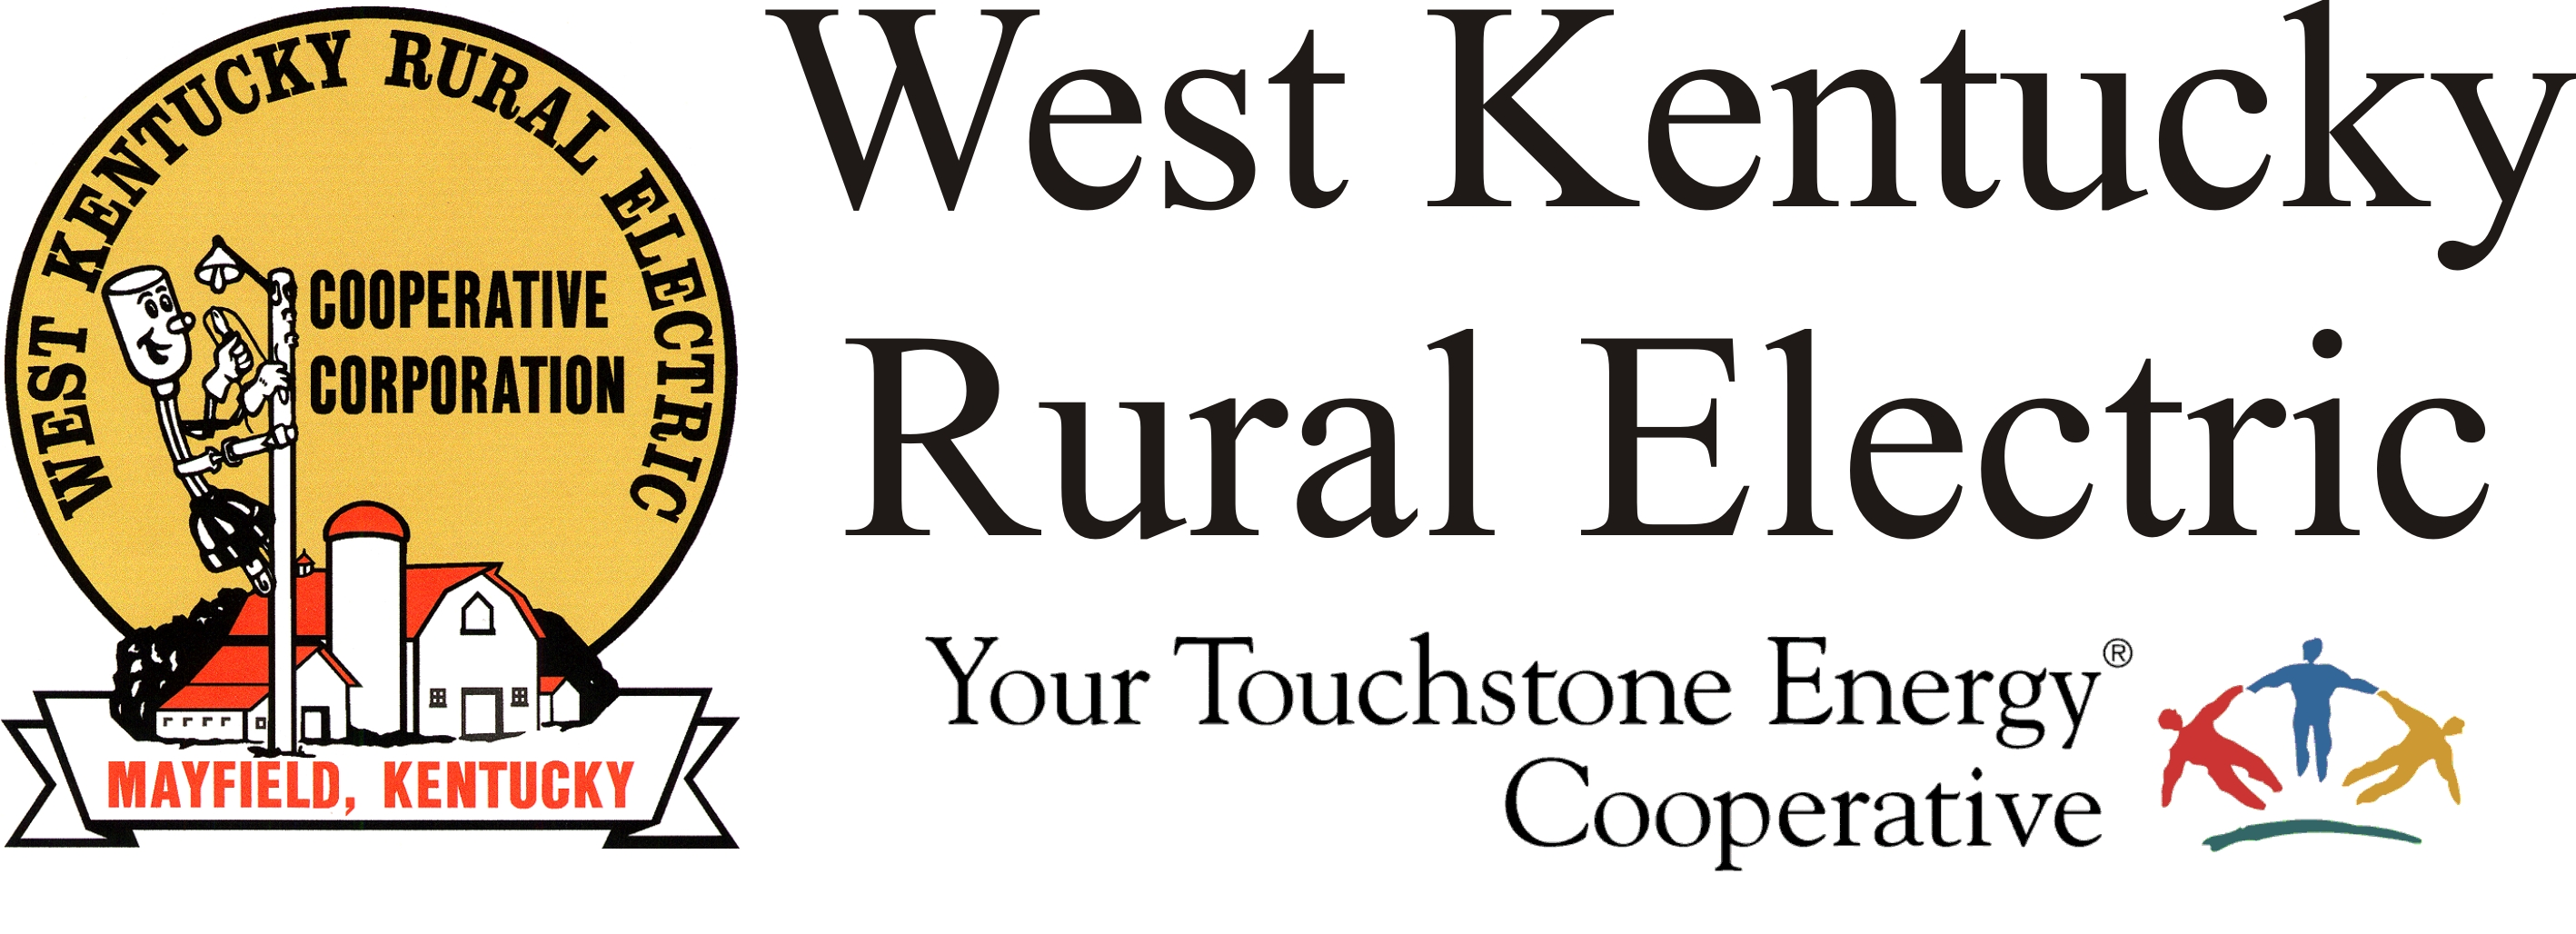 WEST KENTUCKY RURAL ELECTRIC
COOPERATIVE
CORPORATION
MAYFIELD, KENTUCKY
West Kentucky
Rural Electric
Your Touchstone Energy®
Cooperative